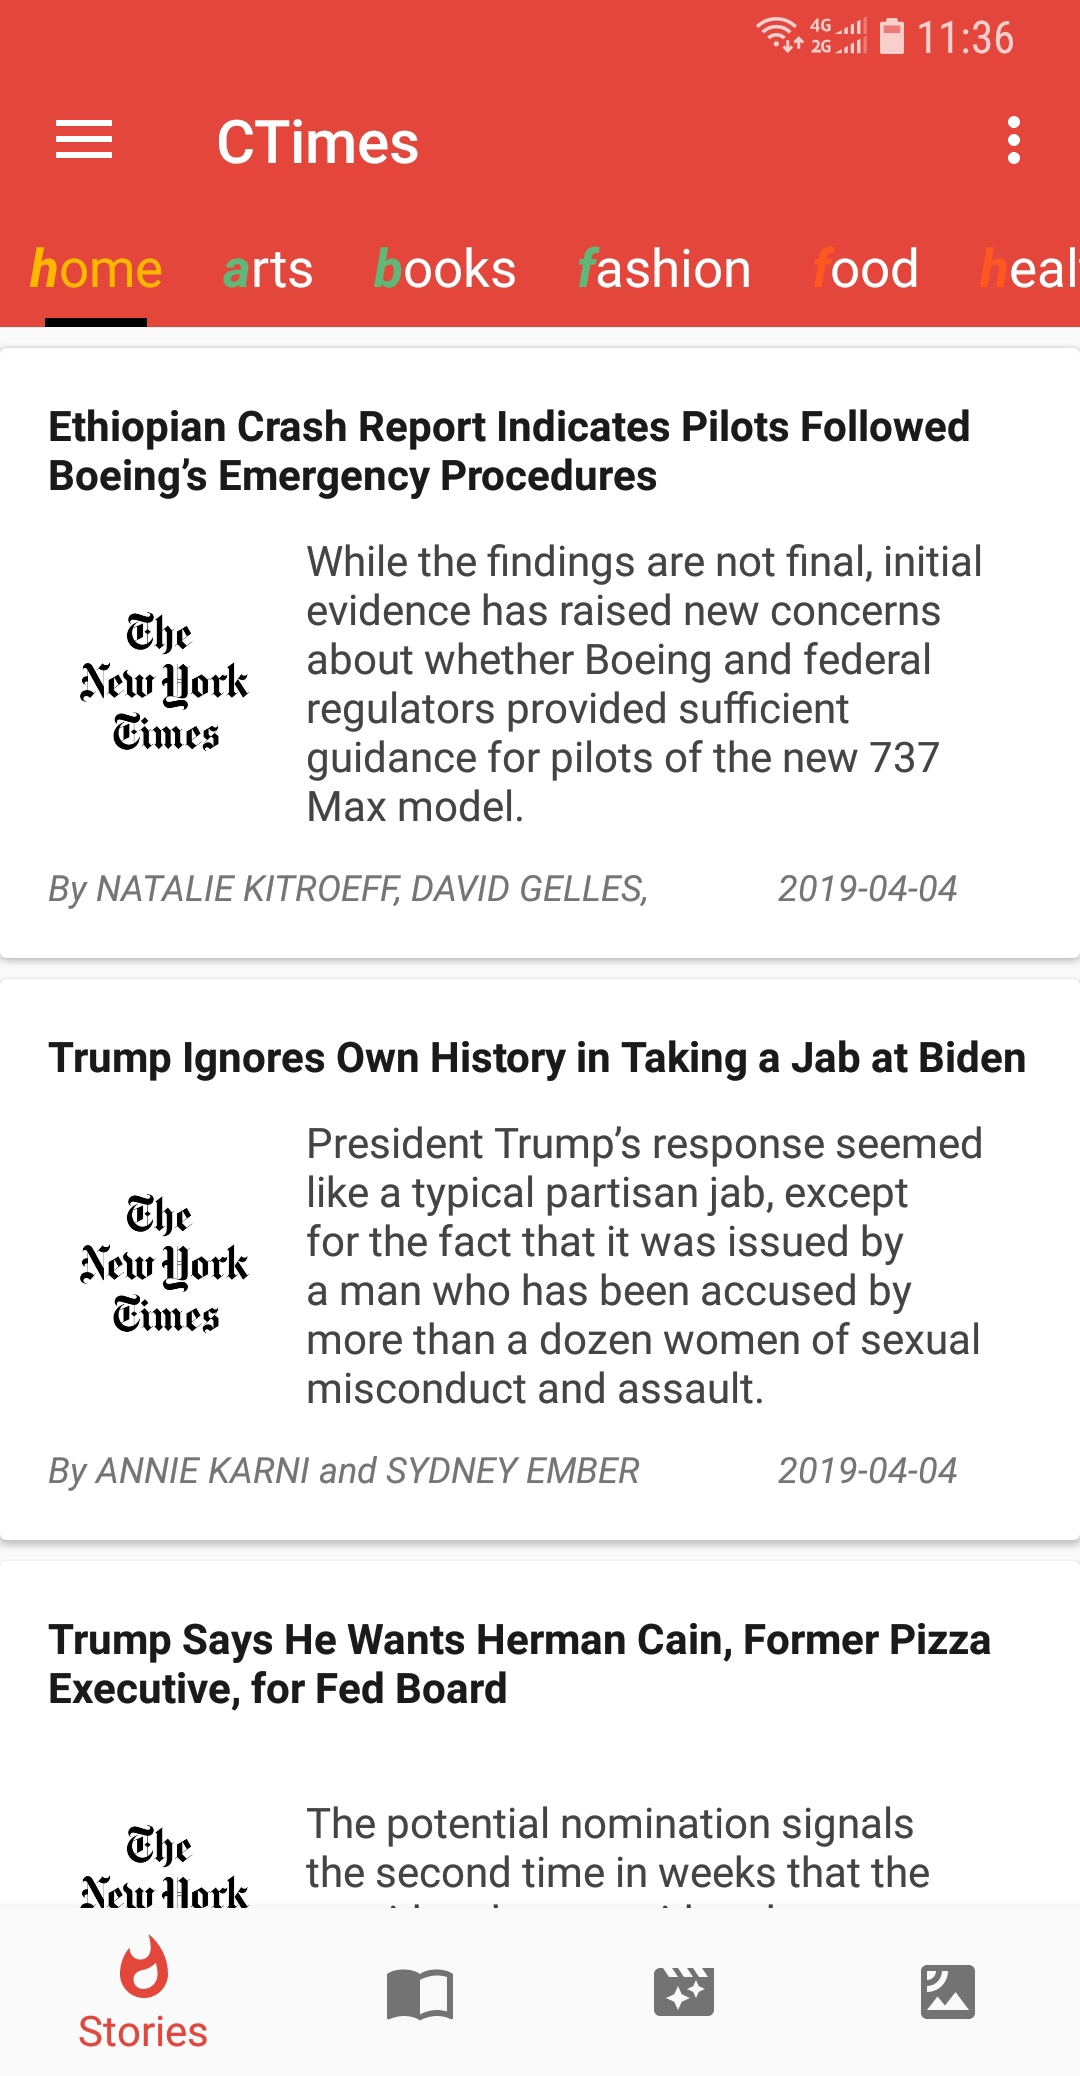 4G
2G
11:36
CTimes
home arts books fashion food heal
Ethiopian Crash Report Indicates Pilots Followed
Boeing’s Emergency Procedures
The
New York
Times
While the findings are not final, initial
evidence has raised new concerns
about whether Boeing and federal
regulators provided sufficient
guidance for pilots of the new 737
Max model.
By NATALIE KITROEFF, DAVID GELLES, 2019-04-04
Trump Ignores Own History in Taking a Jab at Biden
The
New York
Times
President Trump’s response seemed
like a typical partisan jab, except
for the fact that it was issued by
a man who has been accused by
more than a dozen women of sexual
misconduct and assault.
By ANNIE KARNI and SYDNEY EMBER 2019-04-04
Trump Says He Wants Herman Cain, Former Pizza
Executive, for Fed Board
The
New York
The potential nomination signals
the second time in weeks that the
Stories